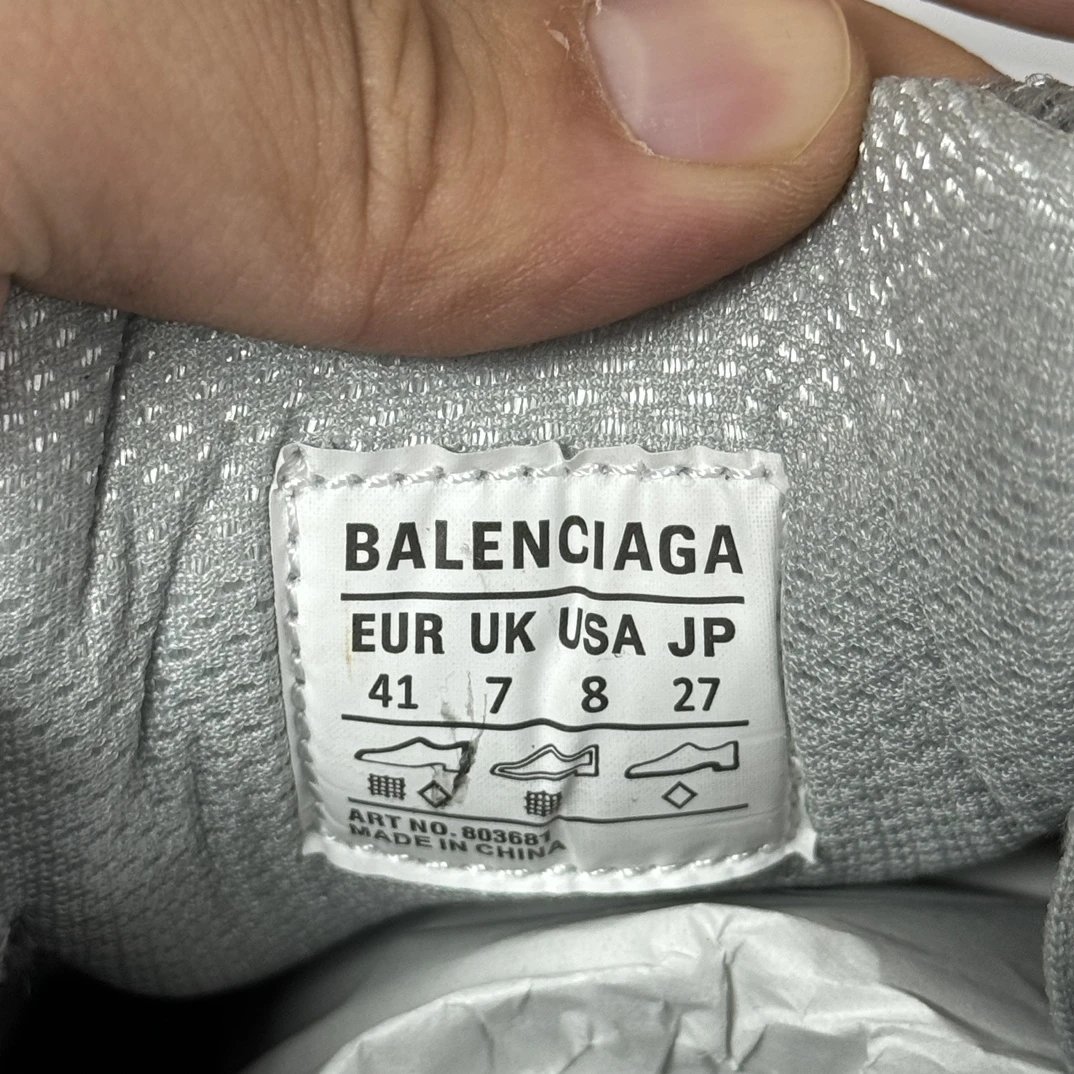 BALENCIAGA
EUR UK USA JP
41 7 8 27
ART NO. 803681
MADE IN CHINA